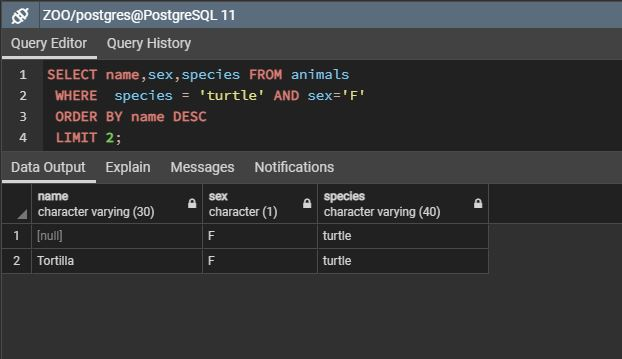 ZOO/postgres@PostgreSQL 11
Query Editor Query History
1 SELECT name,sex,species FROM animals
2 WHERE species = 'turtle' AND sex='F'
3 ORDER BY name DESC
4 LIMIT 2;
Data Output Explain Messages Notifications
name sex species
character varying (30) character (1) character varying (40)
1 [null] F turtle
2 Tortilla F turtle